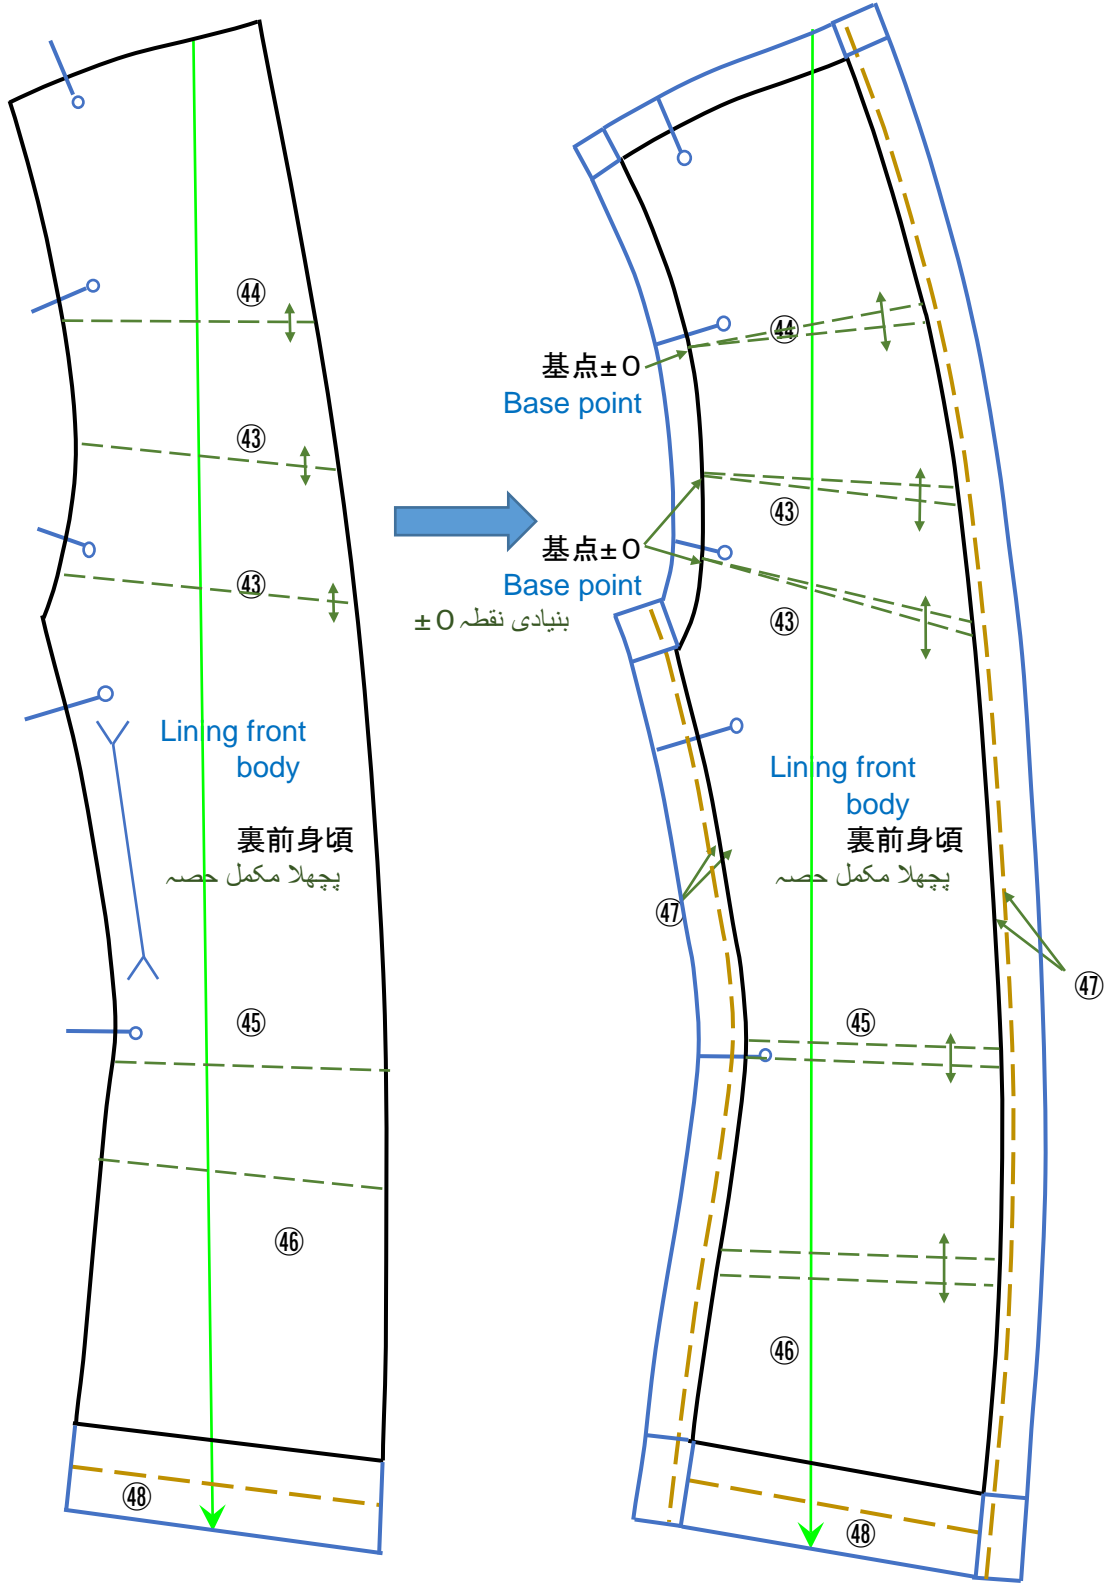 ㊹
㊸
㊸
Lining front
body
裏前身頃
پچھلا مکمل حصہ
㊺
㊻
㊽
㊹
基点±0
Base point
㊸
基点±0
Base point
بنیادی نقطہ 0 ±
㊸
Lining front
body
裏前身頃
پچھلا مکمل حصہ
㊼
㊼
㊺
㊻
㊽